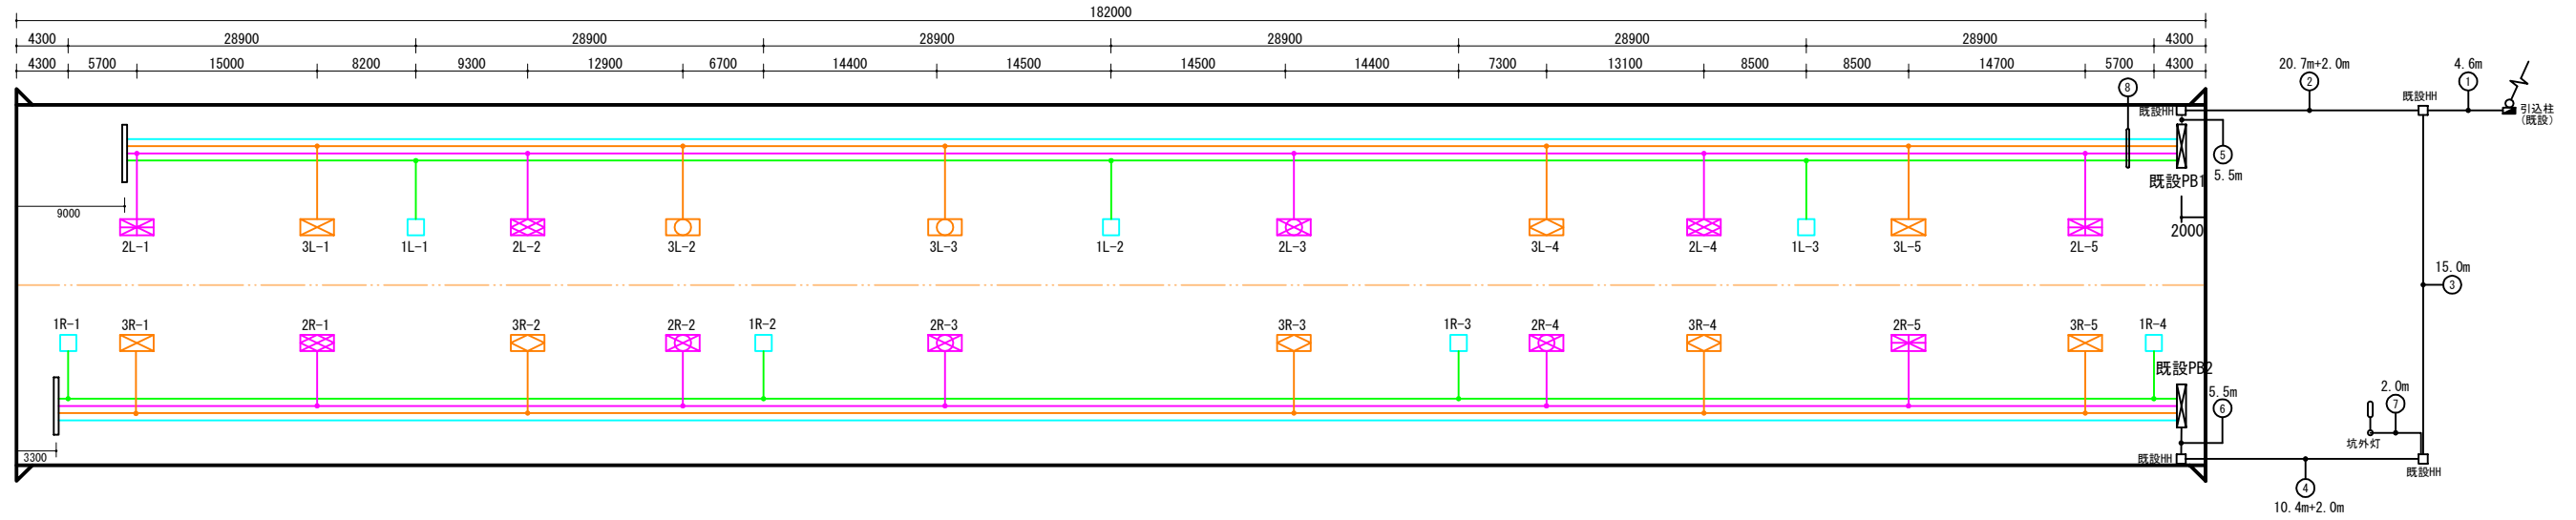 182000
4300 28900 28900 28900 28900 28900 28900 4300
4300 5700 15000 8200 9300 12900 6700 14400 14500 14500 14400 7300 13100 8500 8500 14700 5700 4300
20.7m+2.0m 4.6m
⑧ ② ①
既設HH 既設HH 引込柱
(既設)
⑤
5.5m
既設PB1
9000
2000
2L-1 3L-1 1L-1 2L-2 3L-2 3L-3 1L-2 2L-3 3L-4 2L-4 1L-3 3L-5 2L-5
15.0m
③
1R-1 3R-1 2R-1 3R-2 2R-2 1R-2 2R-3 3R-3 1R-3 2R-4 3R-4 2R-5 3R-5 1R-4
既設PB2
5.5m 2.0m
⑥ ⑦
坑外灯
3300
既設HH 既設HH
④
10.4m+2.0m